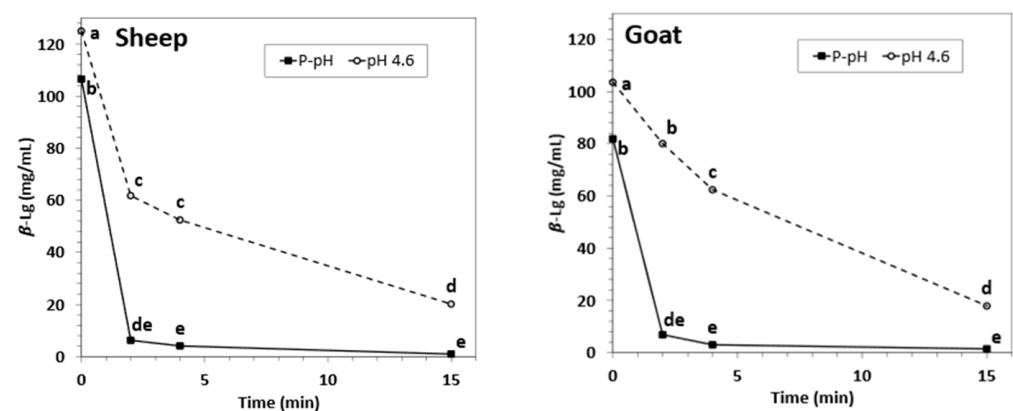 Sheep
P-pH pH 4.6
β-Lg (mg/mL)
120
100
80
60
40
20
0
a
b
c
c
d
de
e
e
0 5 10 15
Time (min)
Goat
P-pH pH 4.6
β-Lg (mg/mL)
120
100
80
60
40
20
0
a
b
b
c
d
de
e
e
0 5 10 15
Time (min)